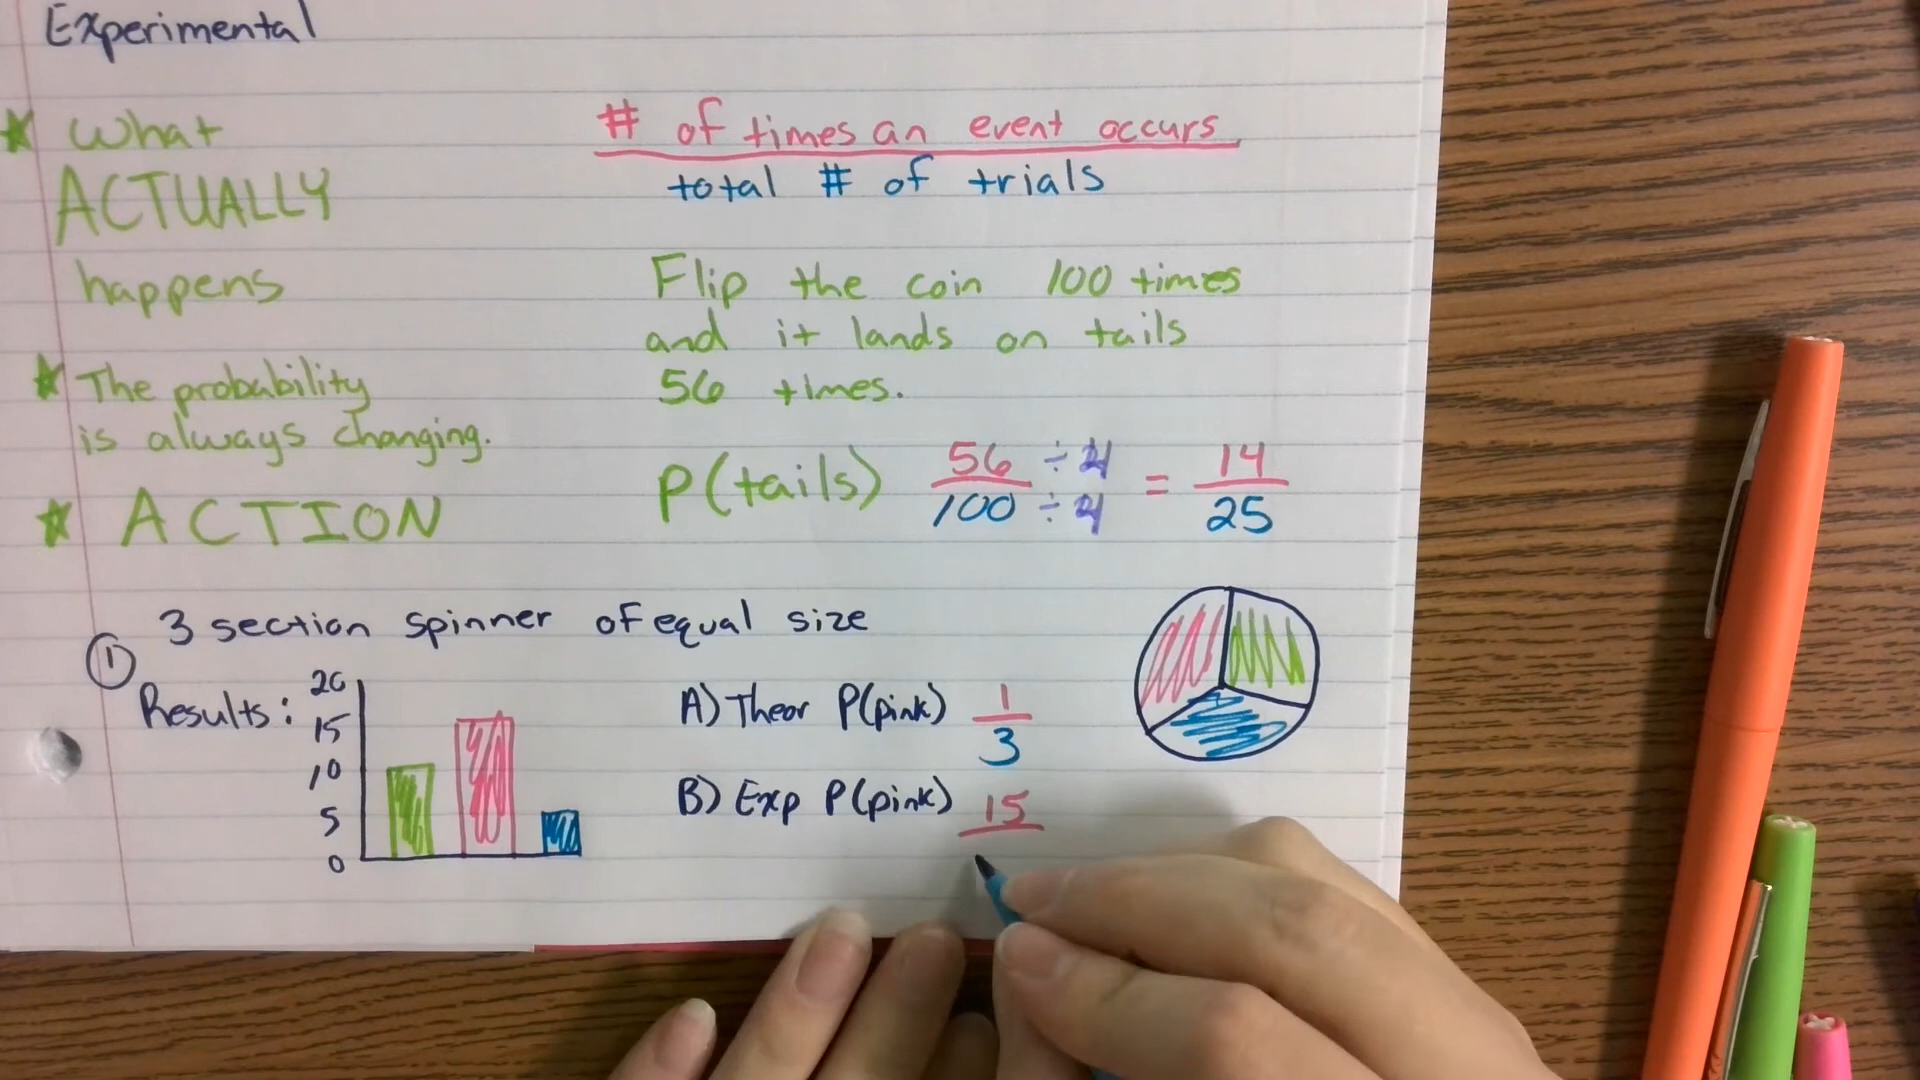 Experimental
What
ACTUALLY
happens
The probability
is always changing.
ACTION
# of times an event occurs
total # of trials
Flip the coin 100 times
and it lands on tails
56 times.
P(tails) 56 ÷ 4 = 14
100 ÷ 4 25
① 3 section spinner of equal size
Results:
20
15
10
5
0
A) Theor P(pink) 1
3
B) Exp P(pink) 15